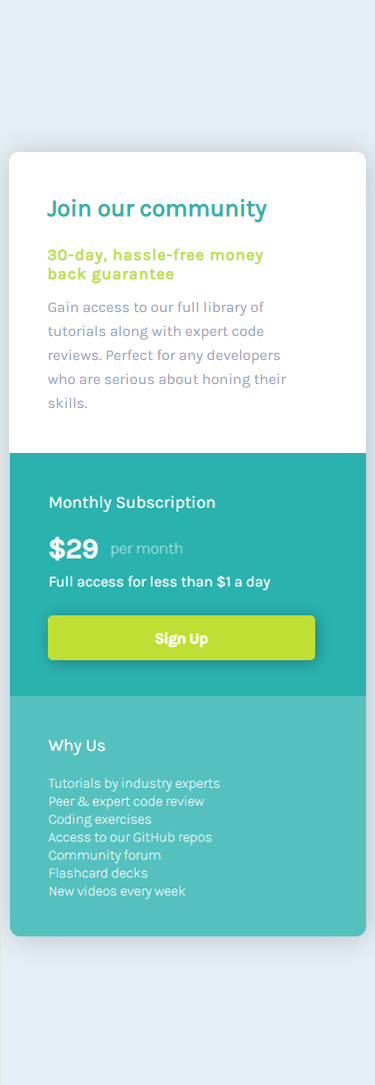 Join our community
30-day, hassle-free money
back guarantee
Gain access to our full library of
tutorials along with expert code
reviews. Perfect for any developers
who are serious about honing their
skills.
Monthly Subscription
$29 per month
Full access for less than $1 a day
Sign Up
Why Us
Tutorials by industry experts
Peer & expert code review
Coding exercises
Access to our GitHub repos
Community forum
Flashcard decks
New videos every week